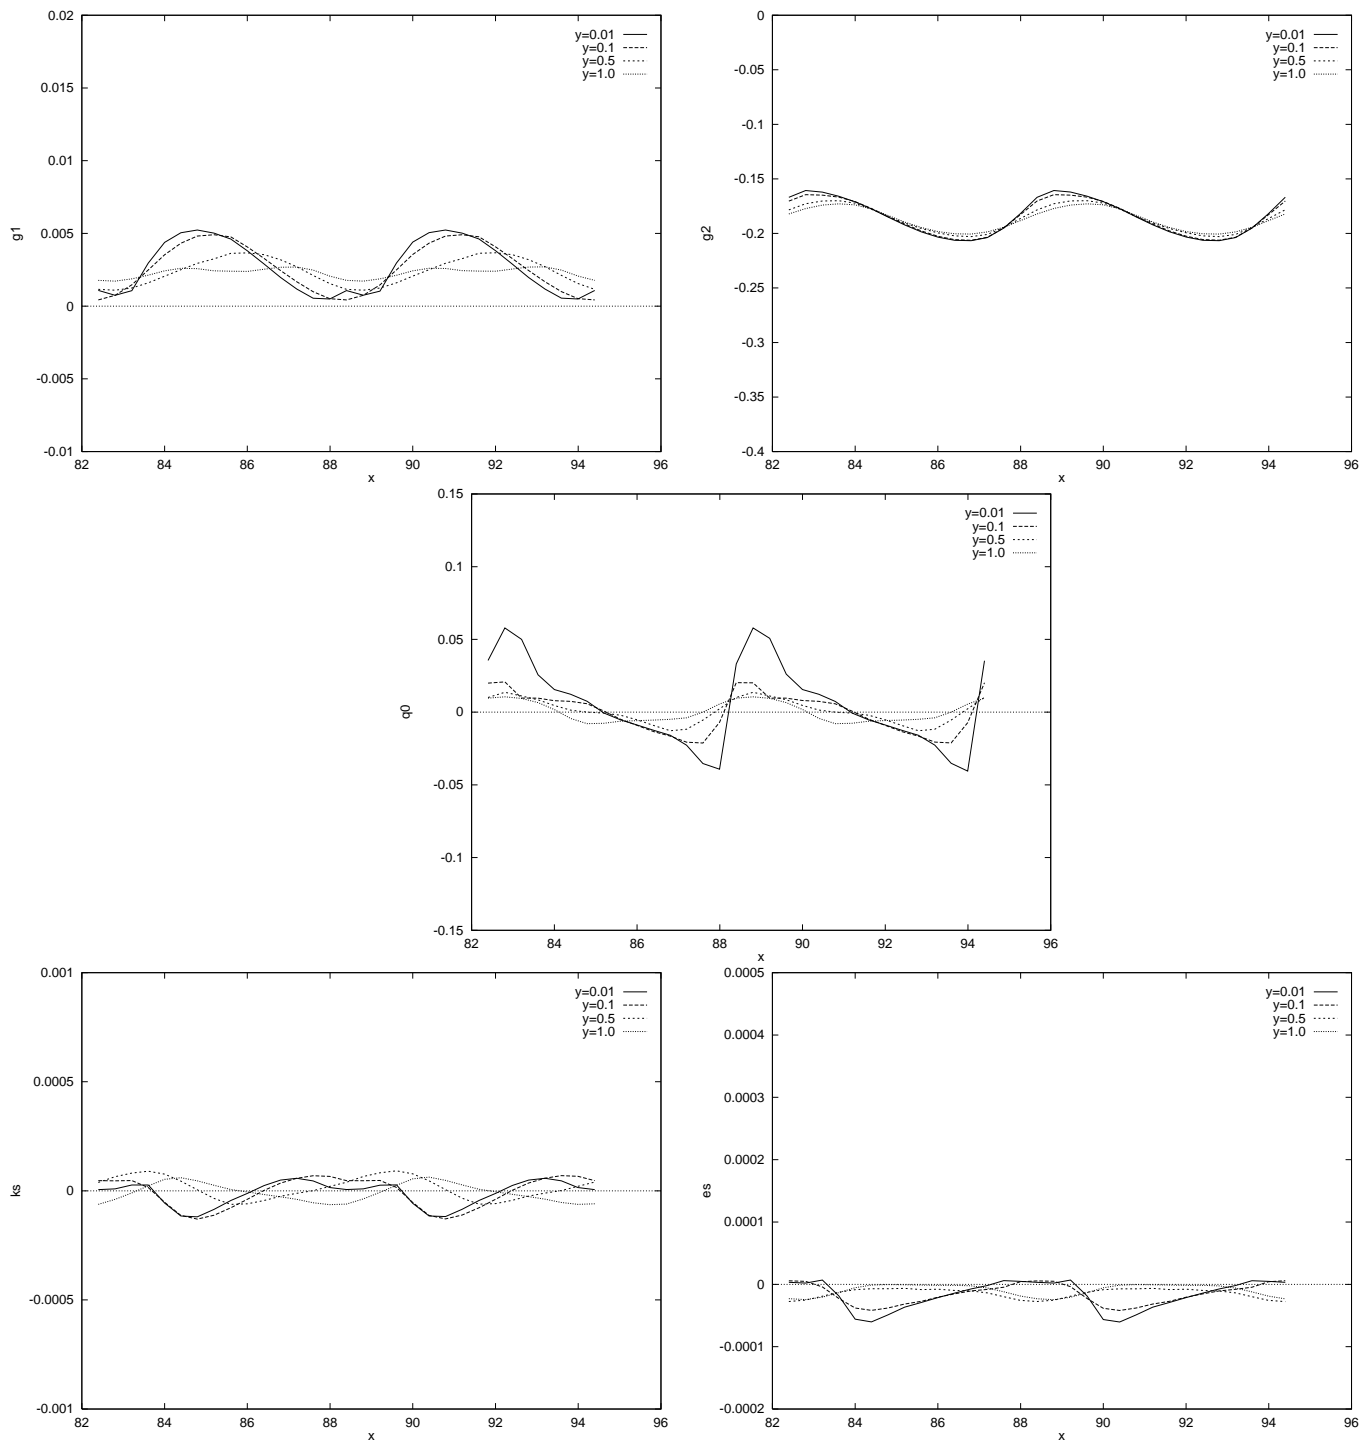 0.02
0.015
0.01
0.005
0
-0.005
-0.01
82 84 86 88 90 92 94 96
x
g1
y=0.01
y=0.1
y=0.5
y=1.0
0
-0.05
-0.1
-0.15
-0.2
-0.25
-0.3
-0.35
-0.4
82 84 86 88 90 92 94 96
x
g2
y=0.01
y=0.1
y=0.5
y=1.0
0.15
0.1
0.05
0
-0.05
-0.1
-0.15
82 84 86 88 90 92 94 96
x
q0
y=0.01
y=0.1
y=0.5
y=1.0
0.001
0.0005
0
-0.0005
-0.001
82 84 86 88 90 92 94 96
x
ks
y=0.01
y=0.1
y=0.5
y=1.0
0.0005
0.0004
0.0003
0.0002
0.0001
0
-0.0001
-0.0002
82 84 86 88 90 92 94 96
x
es
y=0.01
y=0.1
y=0.5
y=1.0